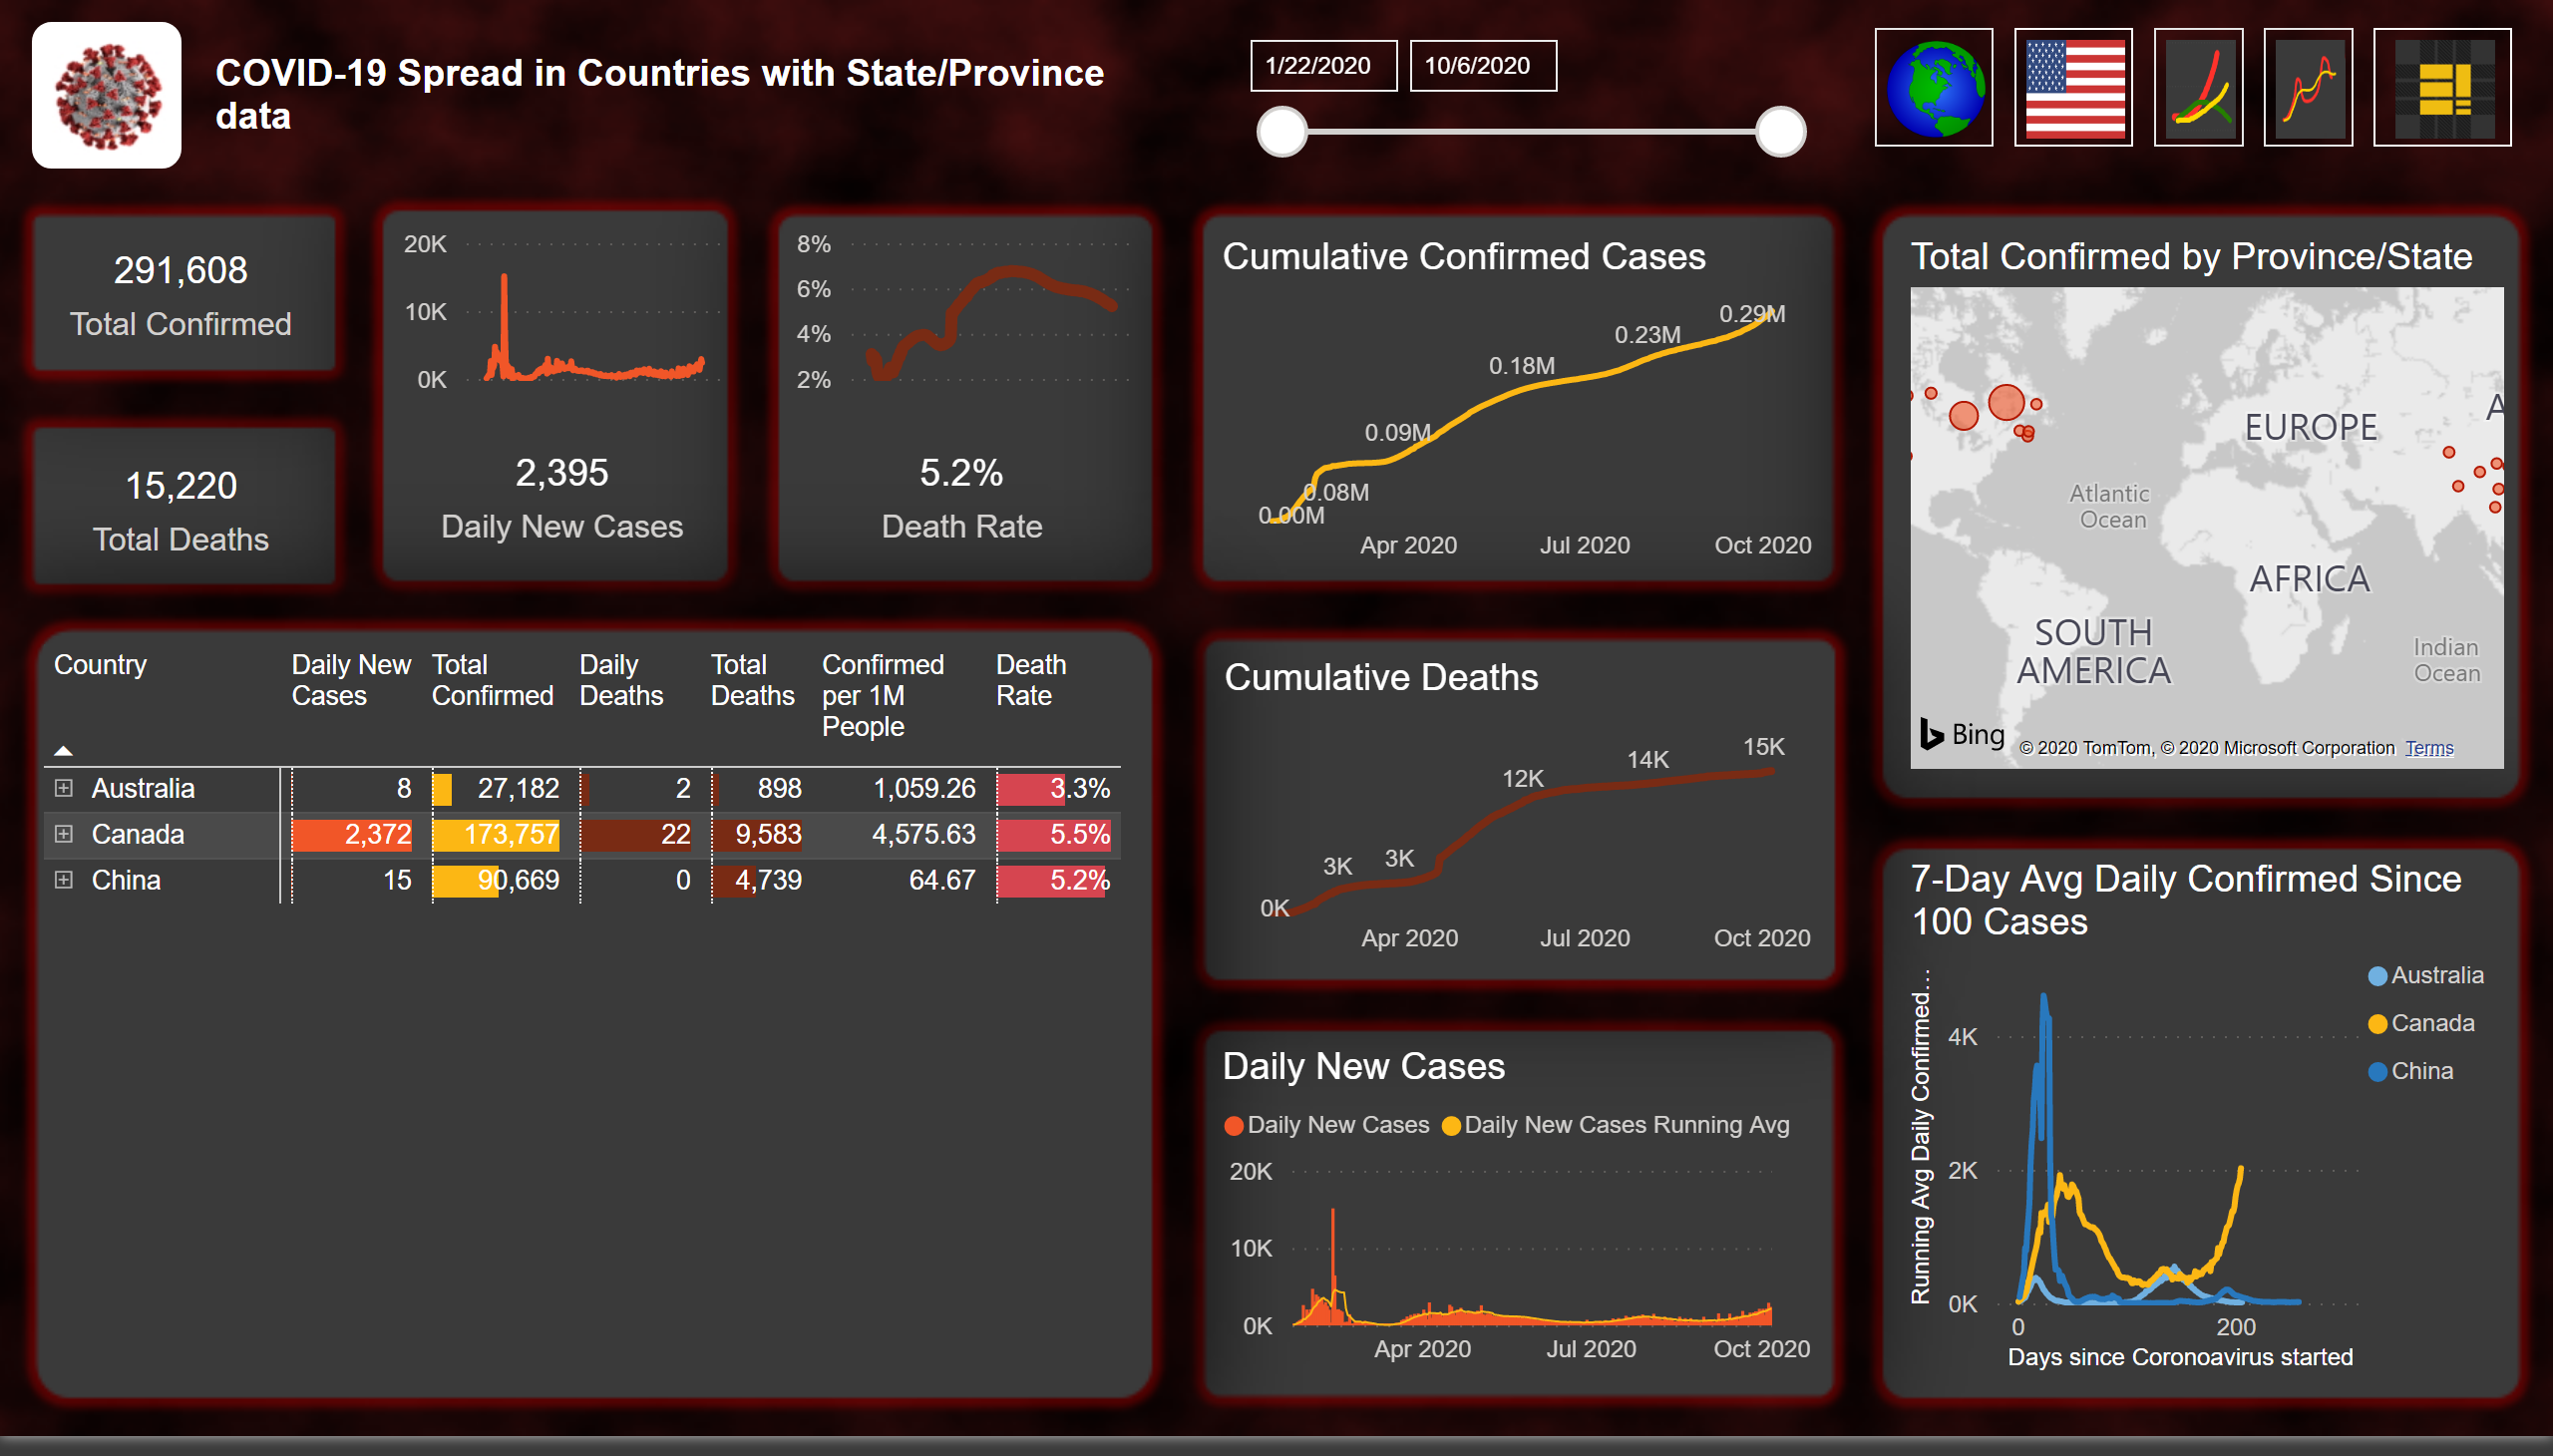 COVID-19 Spread in Countries with State/Province
data
1/22/2020
10/6/2020
291,608
Total Confirmed
15,220
Total Deaths
20K
10K
0K
2,395
Daily New Cases
8%
6%
4%
2%
5.2%
Death Rate
Cumulative Confirmed Cases
0.29M
0.23M
0.18M
0.09M
0.08M
0.00M
Apr 2020 Jul 2020 Oct 2020
Total Confirmed by Province/State
EUROPE
A
Atlantic
Ocean
AFRICA
SOUTH
AMERICA
Indian
Ocean
Bing
© 2020 TomTom, © 2020 Microsoft Corporation Terms
Country Daily New Cases Total Confirmed Daily Deaths Total Deaths Confirmed per 1M People Death Rate
Australia 8 27,182 2 898 1,059.26 3.3%
Canada 2,372 173,757 22 9,583 4,575.63 5.5%
China 15 90,669 0 4,739 64.67 5.2%
Cumulative Deaths
15K
14K
12K
3K
3K
0K
Apr 2020 Jul 2020 Oct 2020
Daily New Cases
Daily New Cases Daily New Cases Running Avg
20K
10K
0K
Apr 2020 Jul 2020 Oct 2020
7-Day Avg Daily Confirmed Since
100 Cases
Australia
Canada
China
Running Avg Daily Confirmed...
4K
2K
0K
0 200
Days since Coronoavirus started